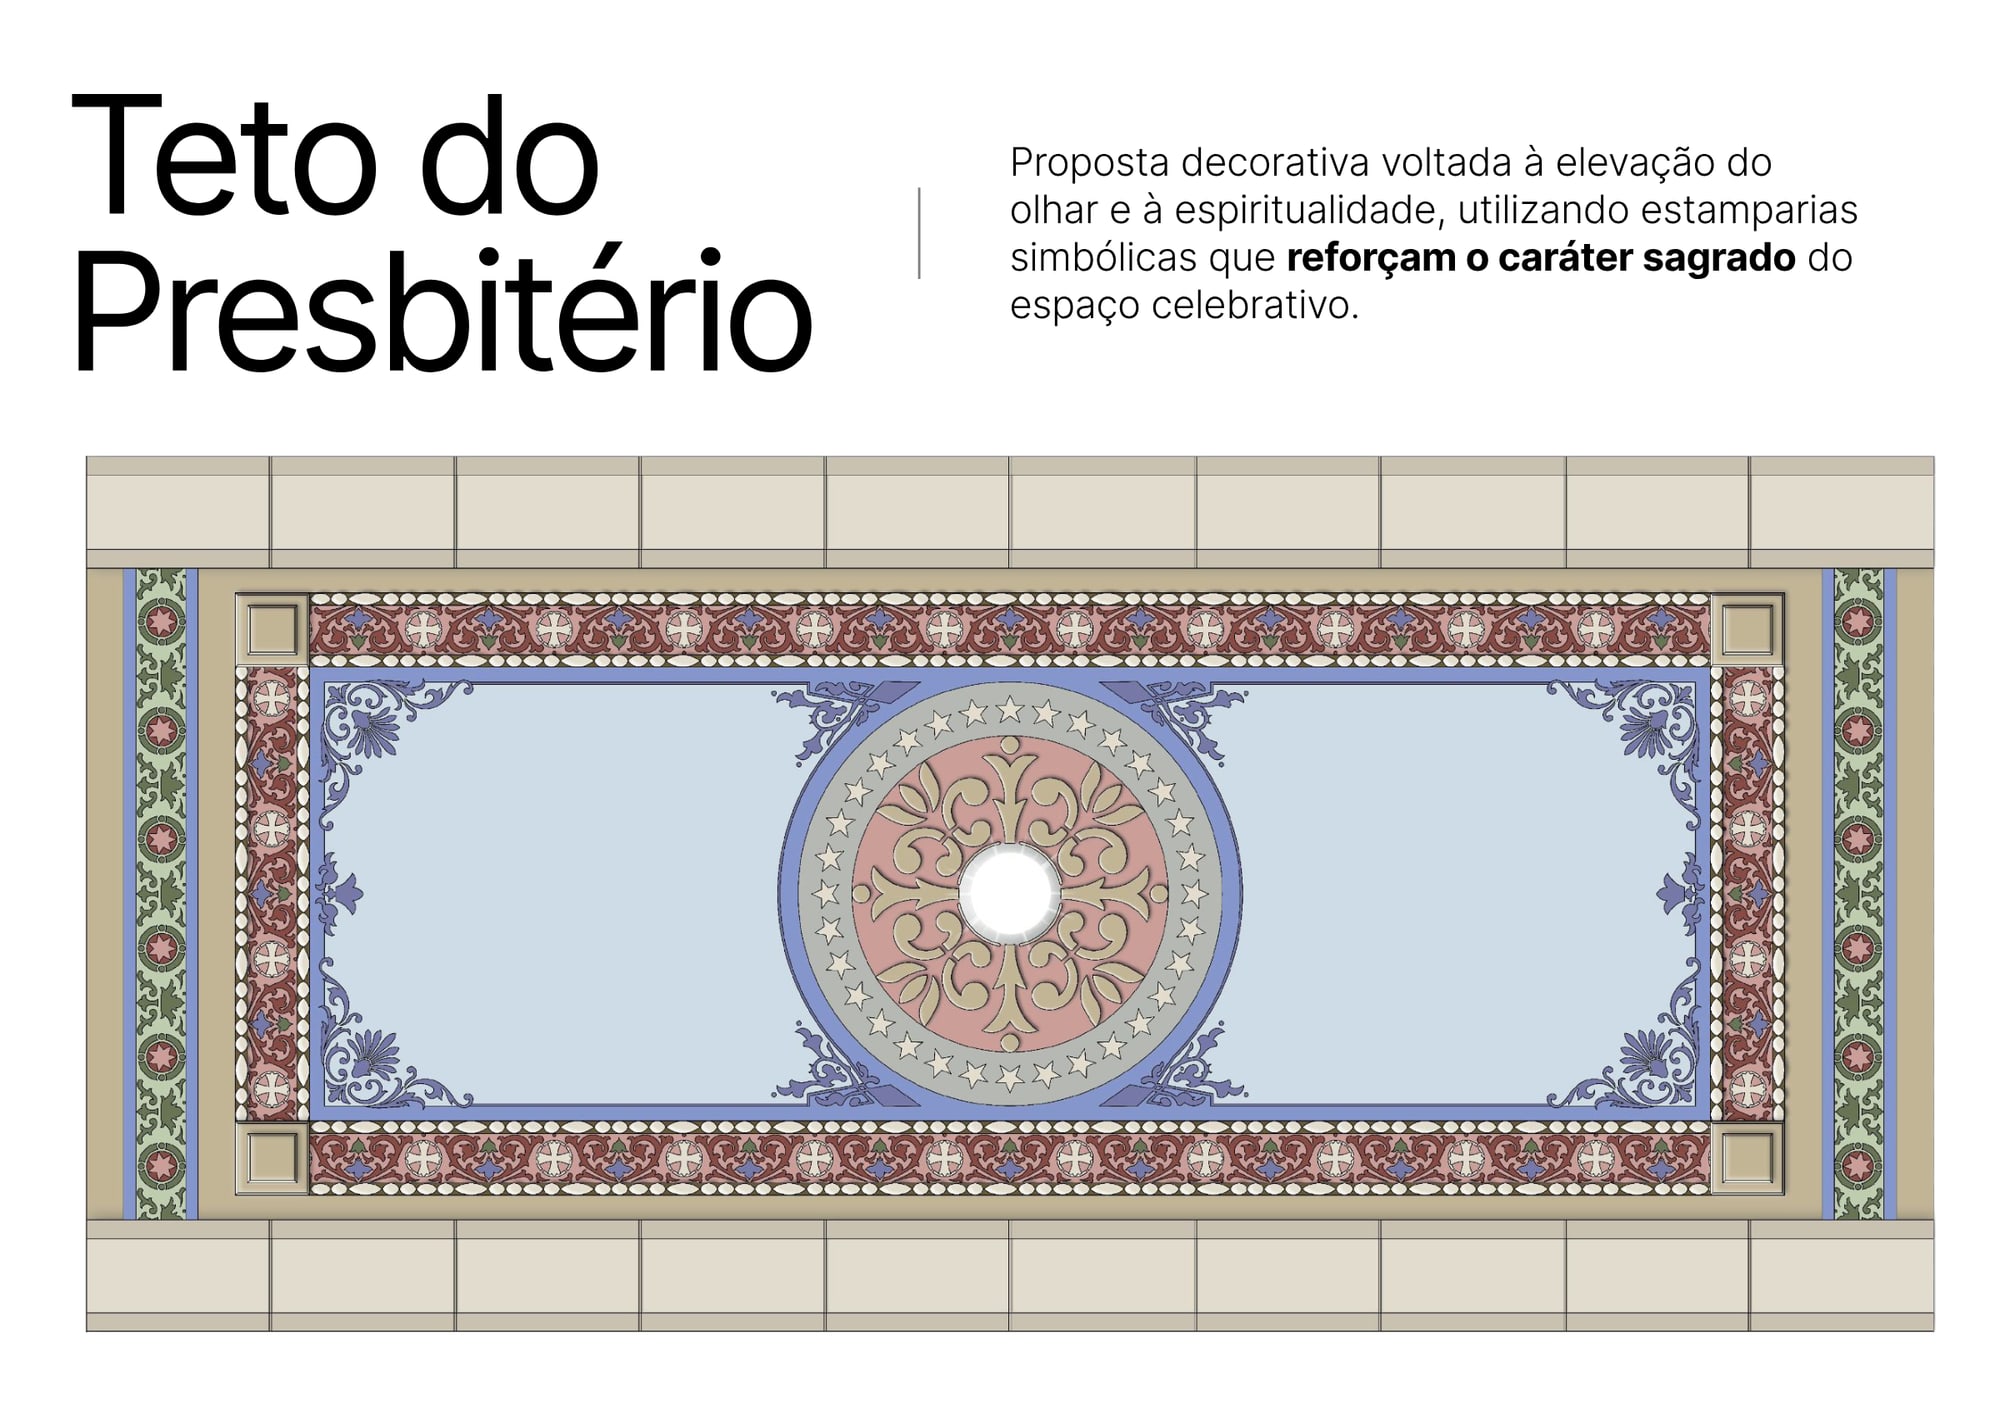 Teto do
Presbitério
Proposta decorativa voltada à elevação do
olhar e à espiritualidade, utilizando estamparias
simbólicas que reforçam o caráter sagrado do
espaço celebrativo.